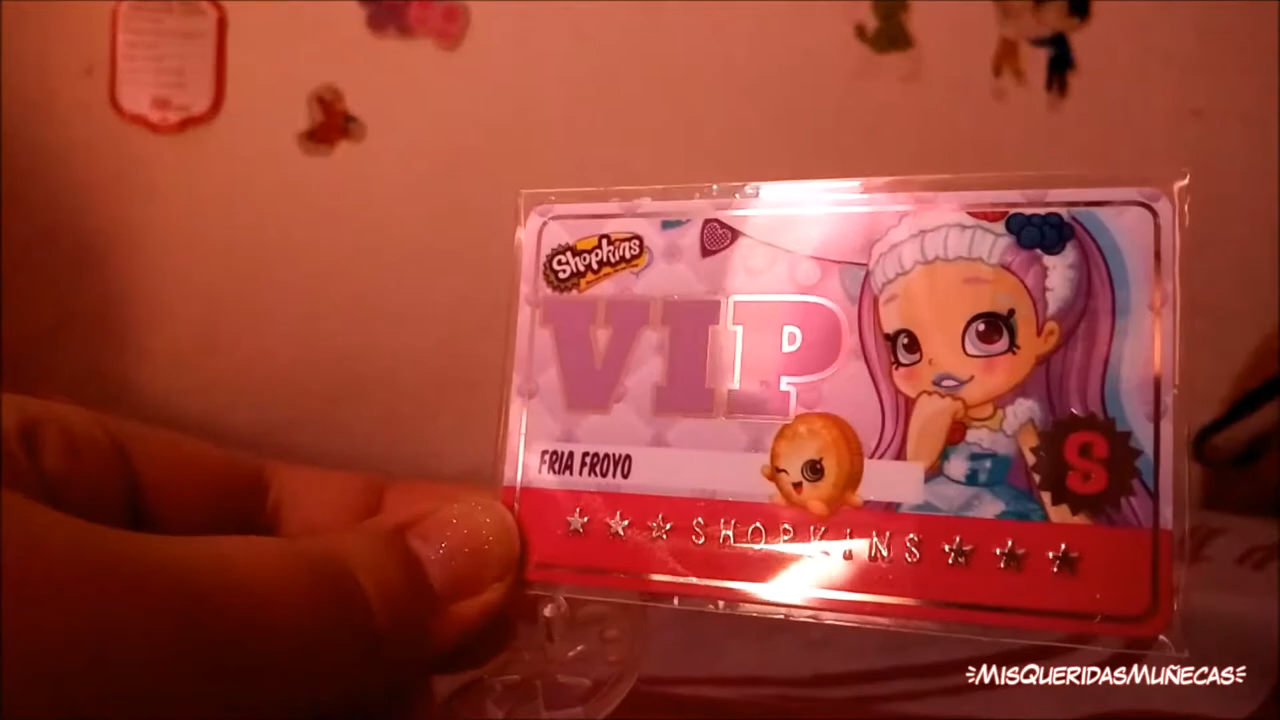 Shopkins
VIP
FRIA FROYO
S
★ ★ ★ SHOPKINS ★ ★ ★
MISQUERIDASMUÑECAS